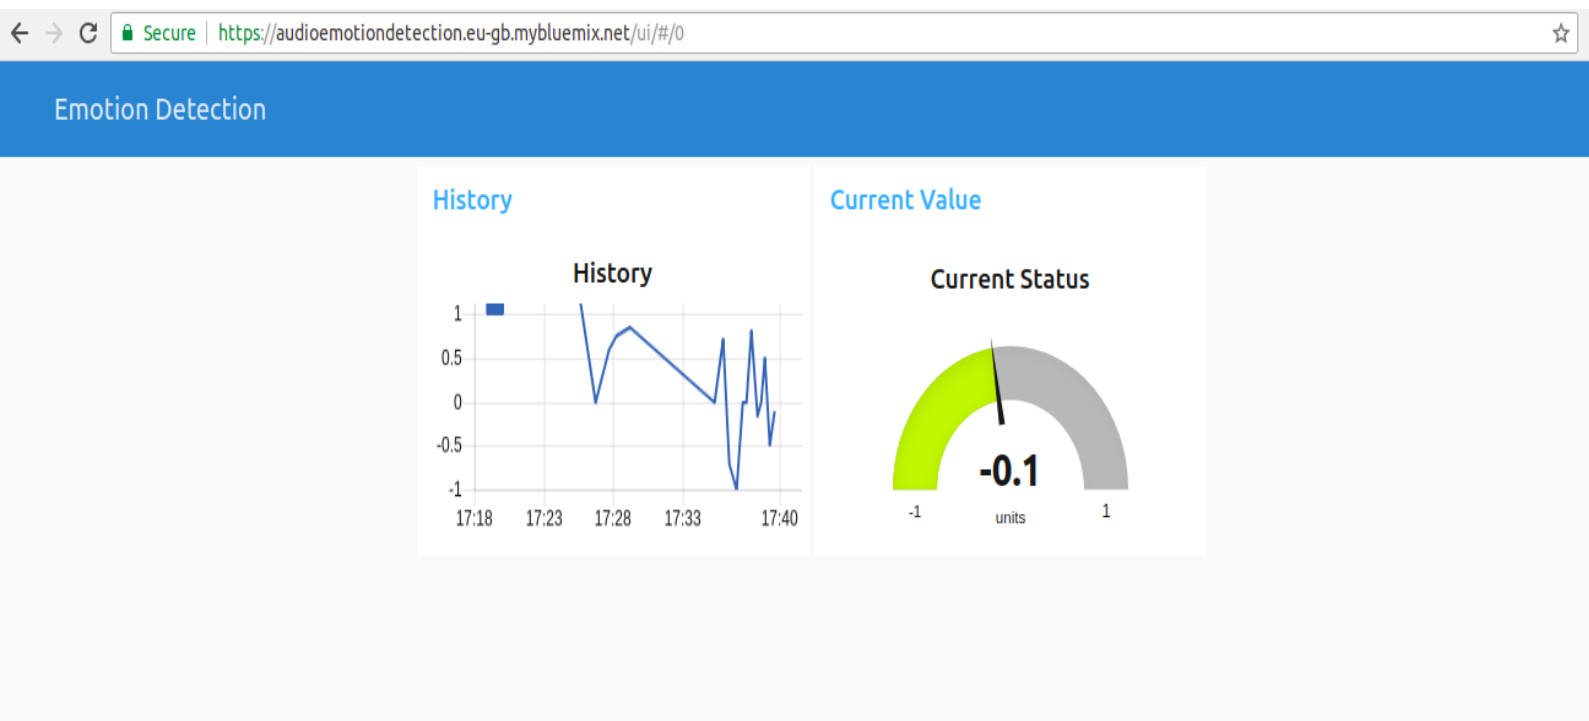 Secure https://audioemotiondetection.eu-gb.mybluemix.net/ui/#/0
Emotion Detection
History
History
1
0.5
0
-0.5
-1
17:18 17:23 17:28 17:33 17:40
Current Value
Current Status
-0.1
-1 units 1